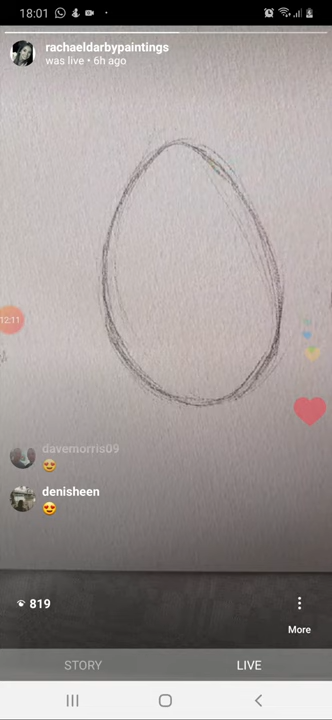 18:01
rachaeldarbypaintings
was live • 6h ago
12:11
davemorris09
😍
denisheen
😍
819
More
STORY
LIVE